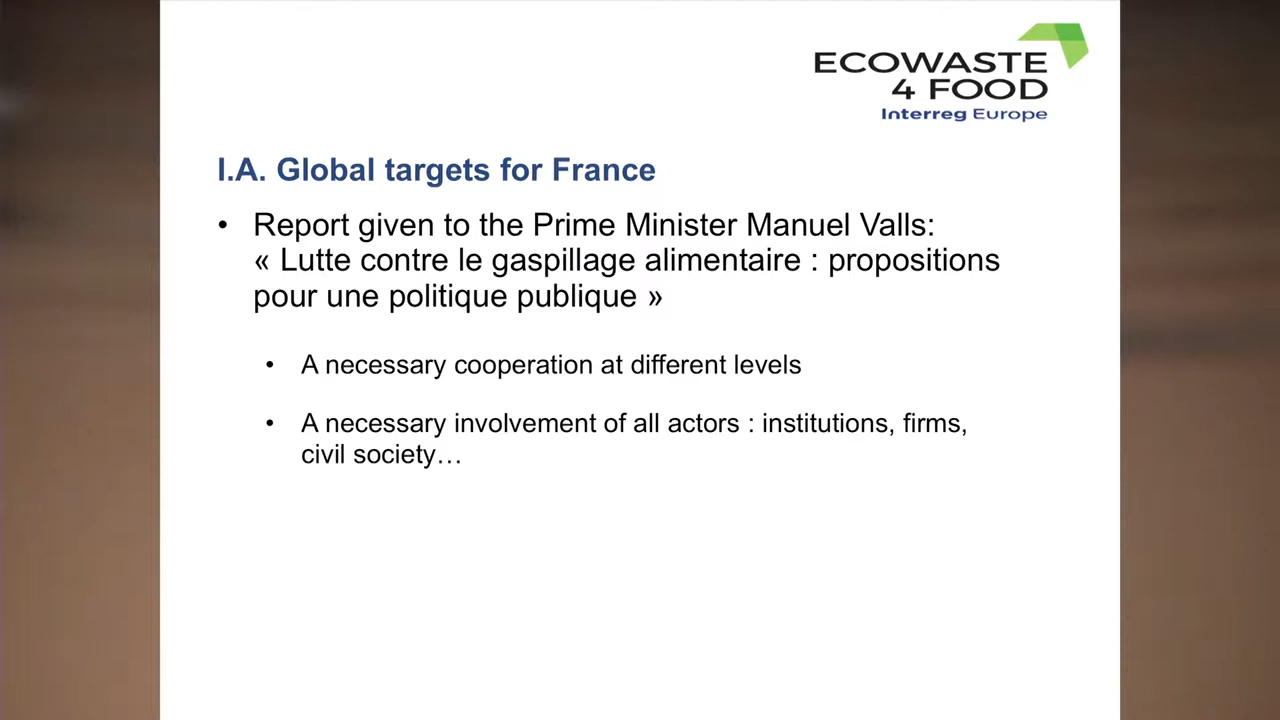 ECOWASTE
4 FOOD
Interreg Europe
I.A. Global targets for France
• Report given to the Prime Minister Manuel Valls:
« Lutte contre le gaspillage alimentaire : propositions
pour une politique publique »
• A necessary cooperation at different levels
• A necessary involvement of all actors : institutions, firms,
civil society…